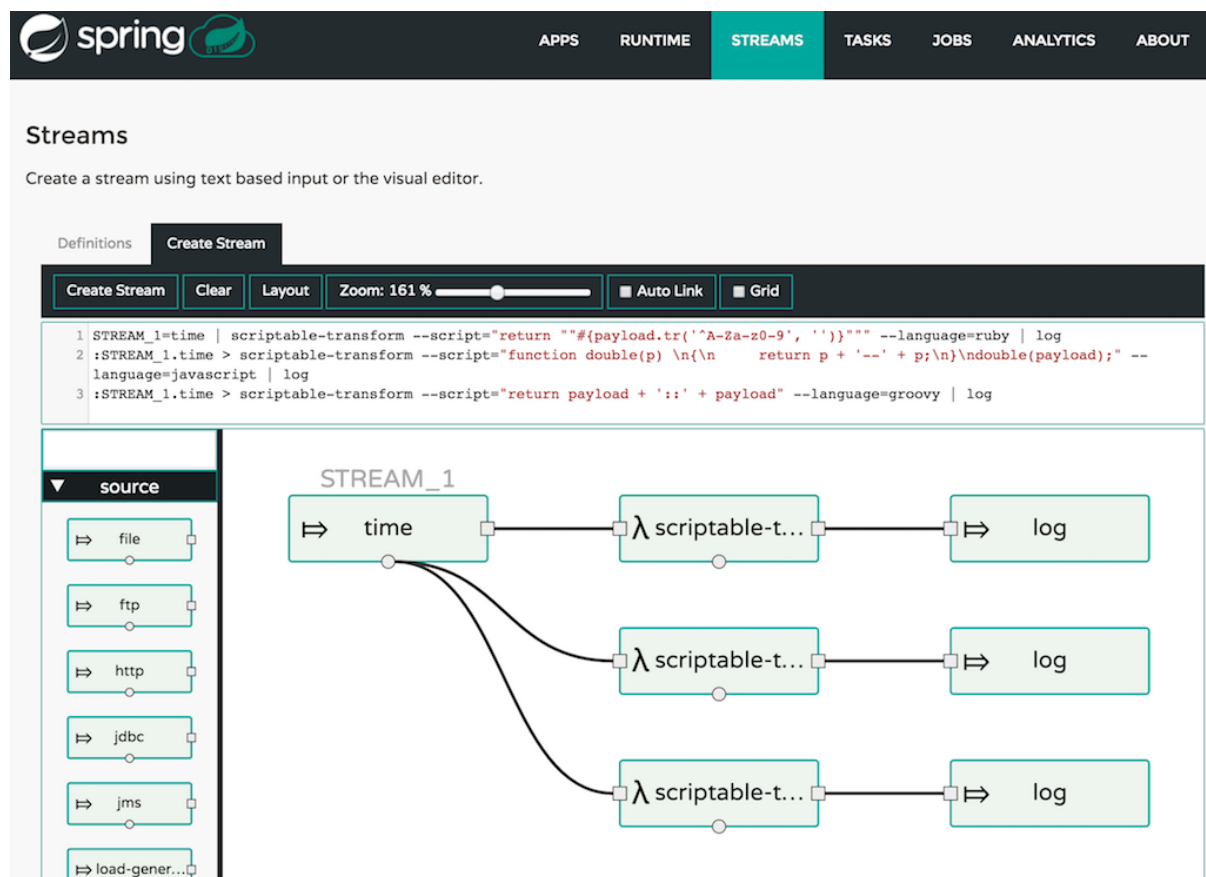 spring
APPS RUNTIME STREAMS TASKS JOBS ANALYTICS ABOUT
Streams
Create a stream using text based input or the visual editor.
Definitions Create Stream
Create Stream Clear Layout Zoom: 161 % Auto Link Grid
1 STREAM_1=time | scriptable-transform --script="return ""#{payload.tr('^A-Za-z0-9', '')}""" --language=ruby | log
2 :STREAM_1.time > scriptable-transform --script="function double(p) \n{\n     return p + '--' + p;\n}\ndouble(payload);" --
language=javascript | log
3 :STREAM_1.time > scriptable-transform --script="return payload + '::' + payload" --language=groovy | log
source
file
ftp
http
jdbc
jms
load-gener...
STREAM_1
time λ scriptable-t... log
λ scriptable-t... log
λ scriptable-t... log